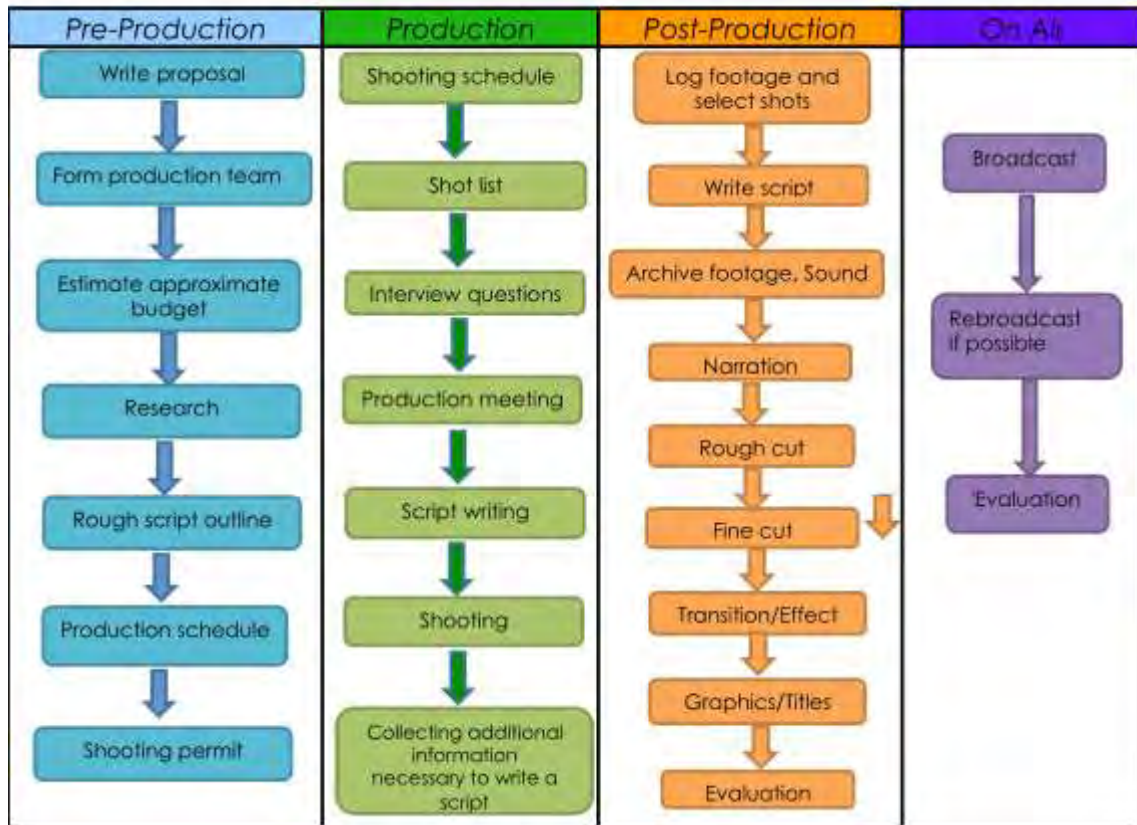 Pre-Production
Write proposal
Form production team
Estimate approximate
budget
Research
Rough script outline
Production schedule
Shooting permit
Production
Shooting schedule
Shot list
Interview questions
Production meeting
Script writing
Shooting
Collecting additional
information
necessary to write a
script
Post-Production
Log footage and
select shots
Write script
Archive footage, Sound
Narration
Rough cut
Fine cut
Transition/Effect
Graphics/Titles
Evaluation
On Air
Broadcast
Rebroadcast
if possible
Evaluation